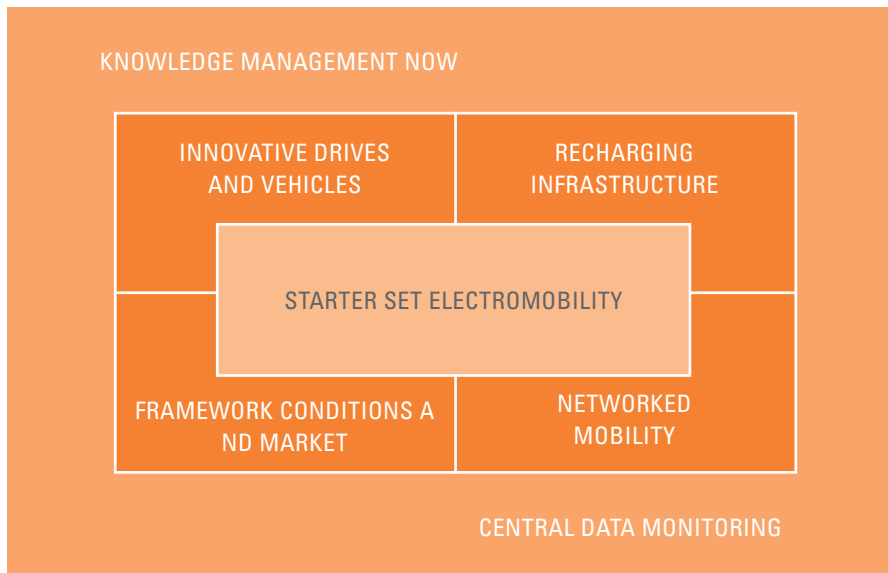 KNOWLEDGE MANAGEMENT NOW
INNOVATIVE DRIVES
AND VEHICLES
RECHARGING
INFRASTRUCTURE
STARTER SET ELECTROMOBILITY
FRAMEWORK CONDITIONS A
ND MARKET
NETWORKED
MOBILITY
CENTRAL DATA MONITORING